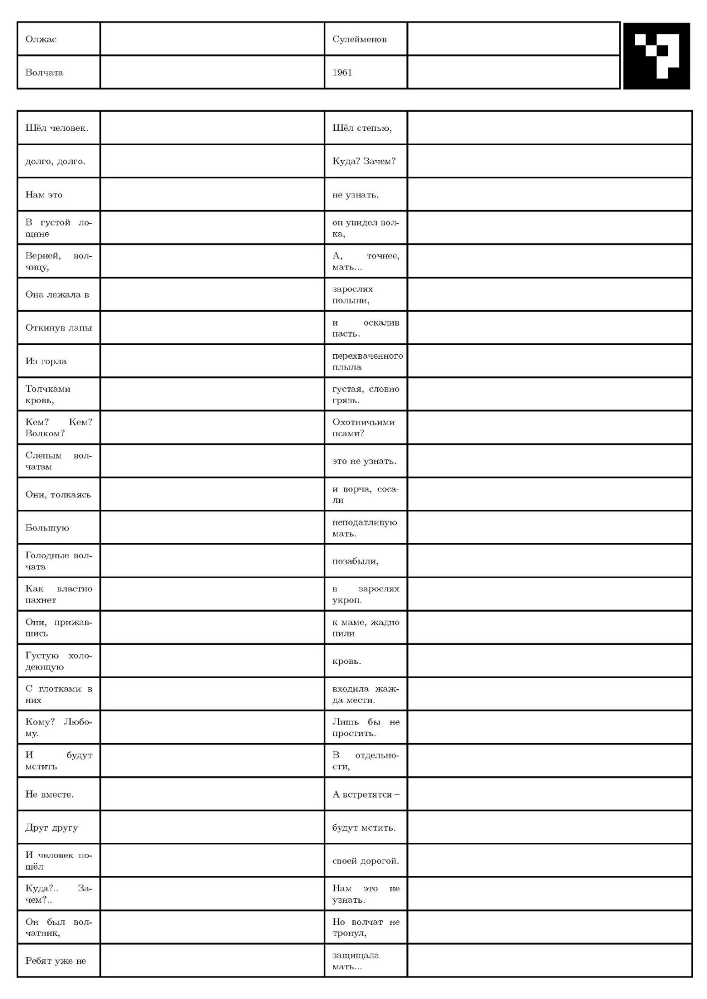 Олжас
Сулейменов
Волчата
1961
Шёл человек.
Шёл степью,
долго, долго.
Куда? Зачем?
Нам это
не узнать.
В густой ло-
щине
он увидел вол-
ка,
Верней, вол-
чицу,
А, точнее,
мать...
Она лежала в
зарослях
полыни,
Откинув лапы
и оскалив
пасть.
Из горла
перехваченного
плыла
Толчками
кровь,
густая, словно
грязь.
Кем? Кем?
Волком?
Охотничьими
псами?
Слепым вол-
чатам
это не узнать.
Они, толкаясь
и ворча, соса-
ли
Большую
неподатливую
мать.
Голодные вол-
чата
позабыли,
Как властно
пахнет
в зарослях
укроп.
Они, прижав-
шись
к маме, жадно
пили
Густую холо-
деющую
кровь.
С глотками в
них
входила жаж-
да мести.
Кому? Любо-
му.
Лишь бы не
простить.
И будут
мстить
В отдельно-
сти,
Не вместе.
А встретятся –
Друг другу
будут мстить.
И человек по-
шёл
своей дорогой.
Куда?.. За-
чем?..
Нам это не
узнать.
Он был вол-
чатник,
Но волчат не
тронул,
Ребят уже не
защищала
мать...